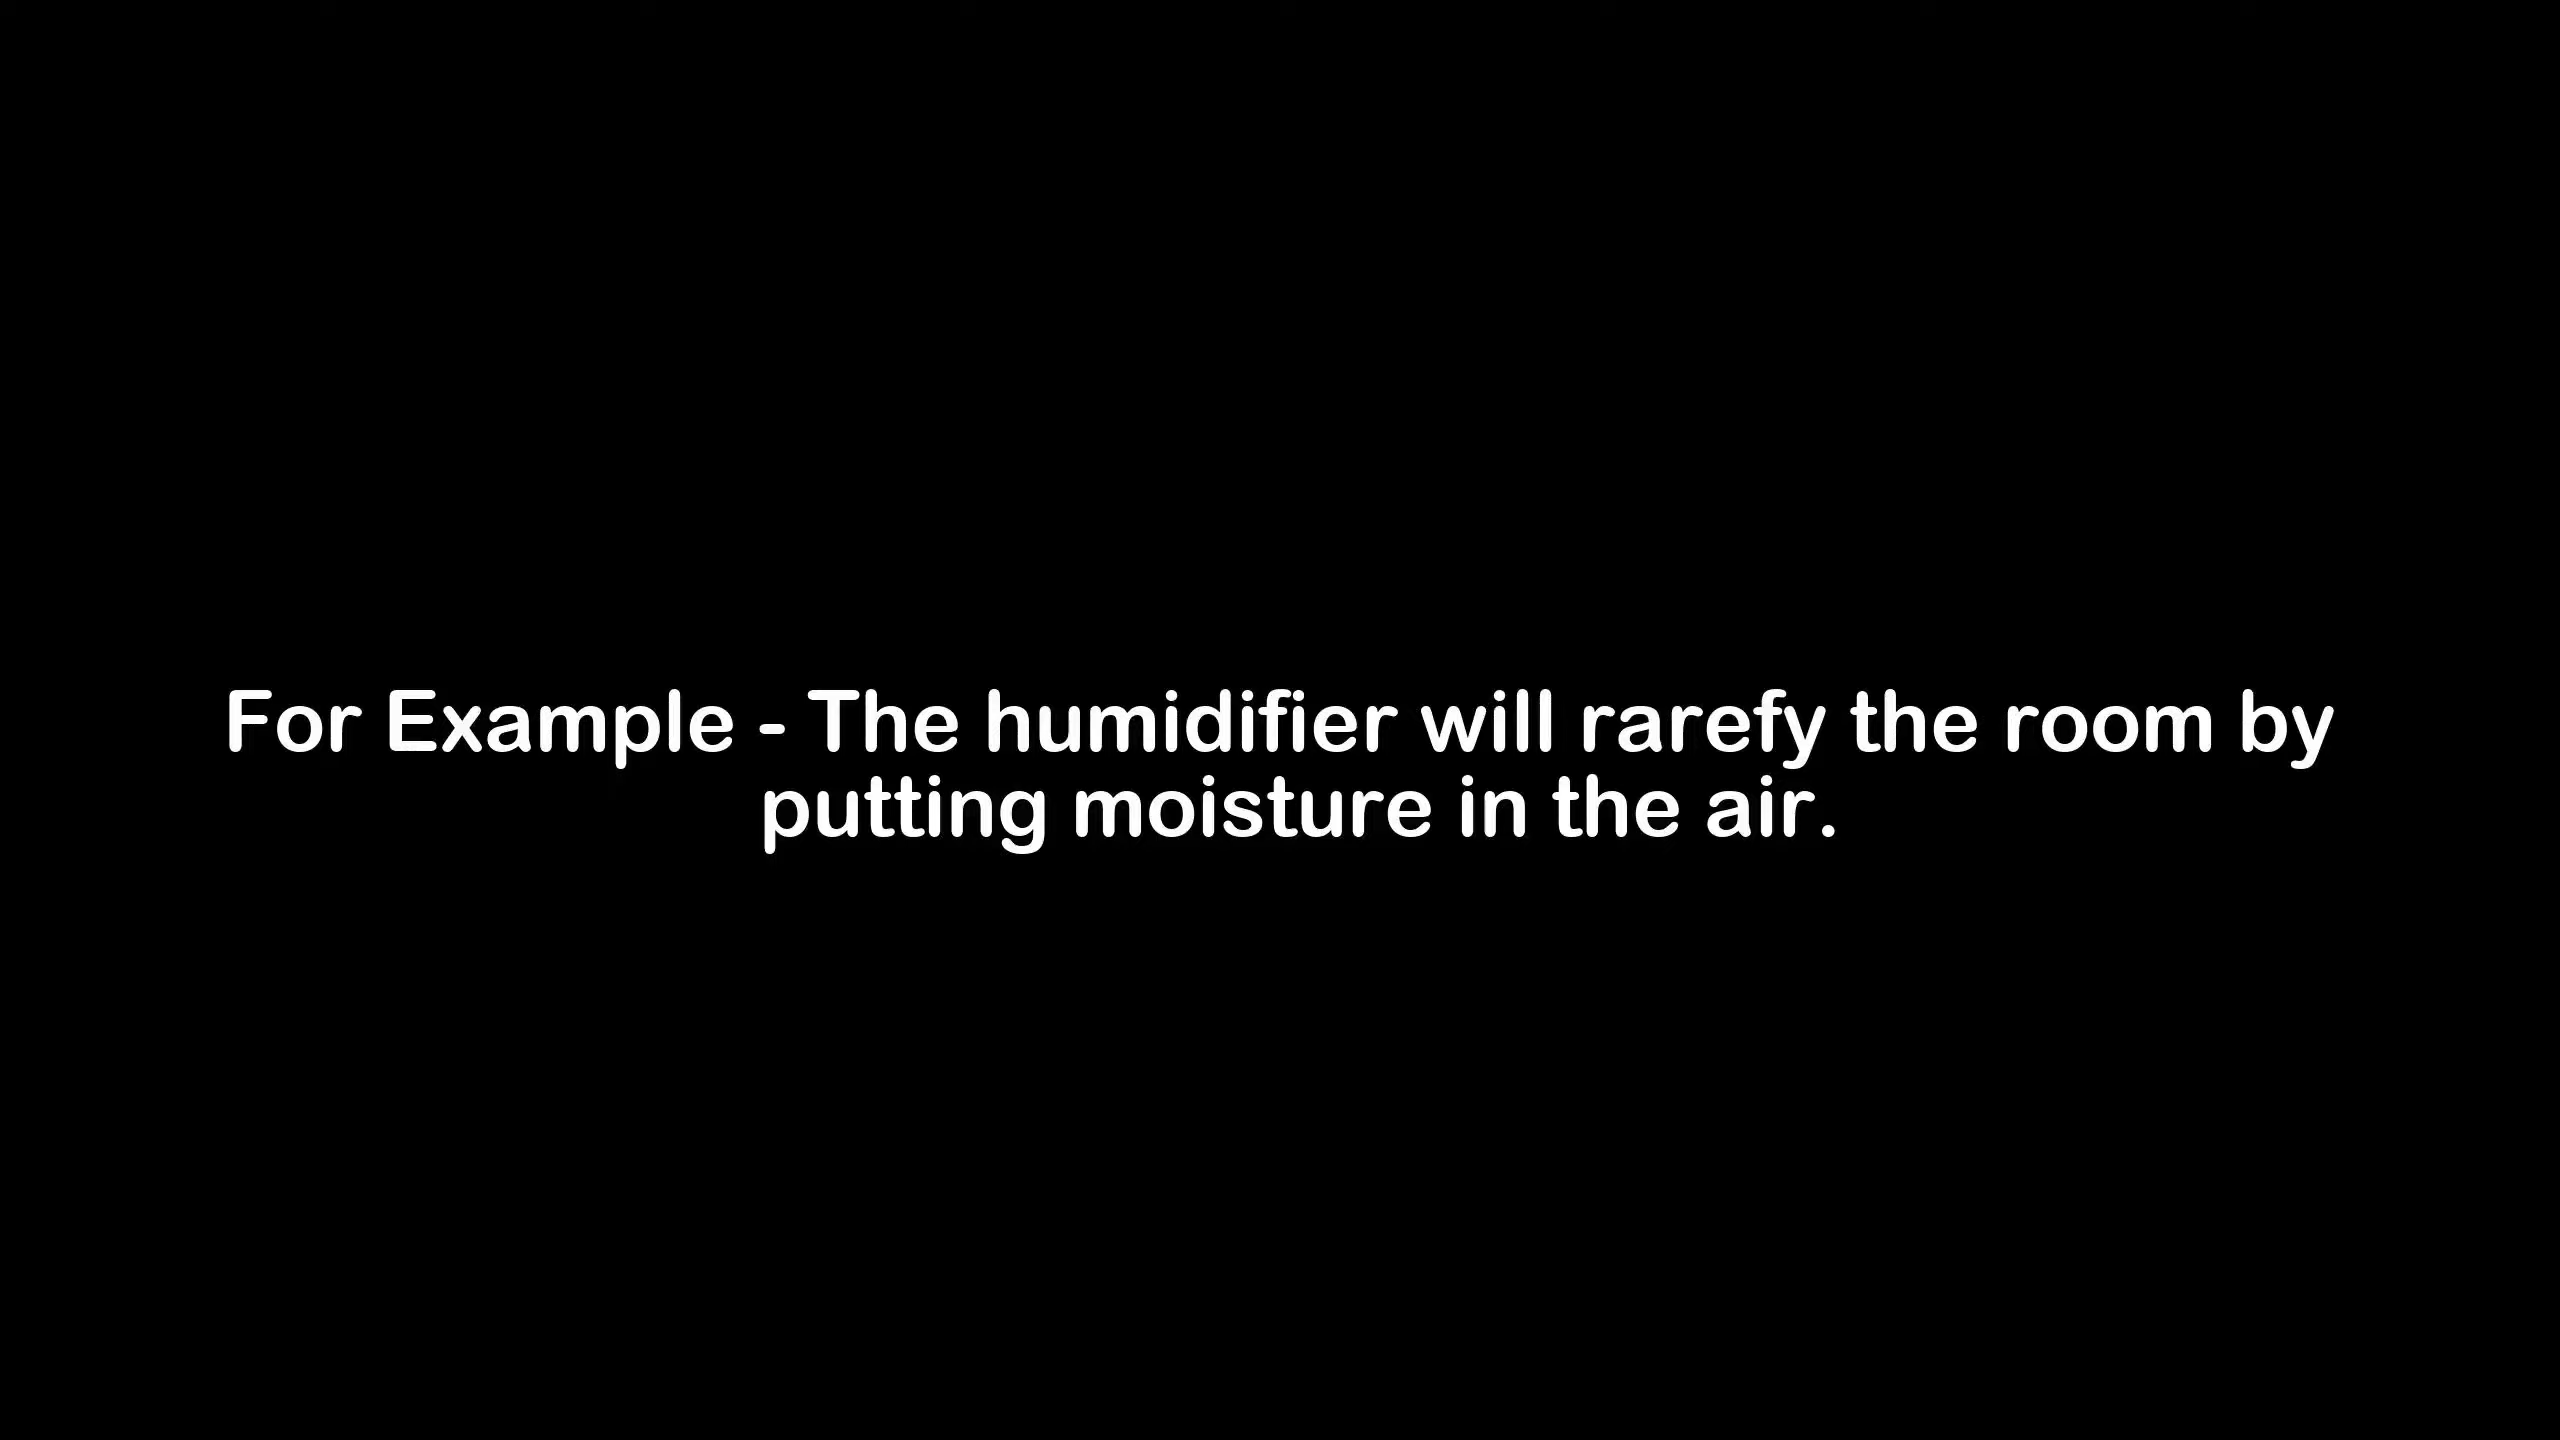 For Example - The humidifier will rarefy the room by
putting moisture in the air.